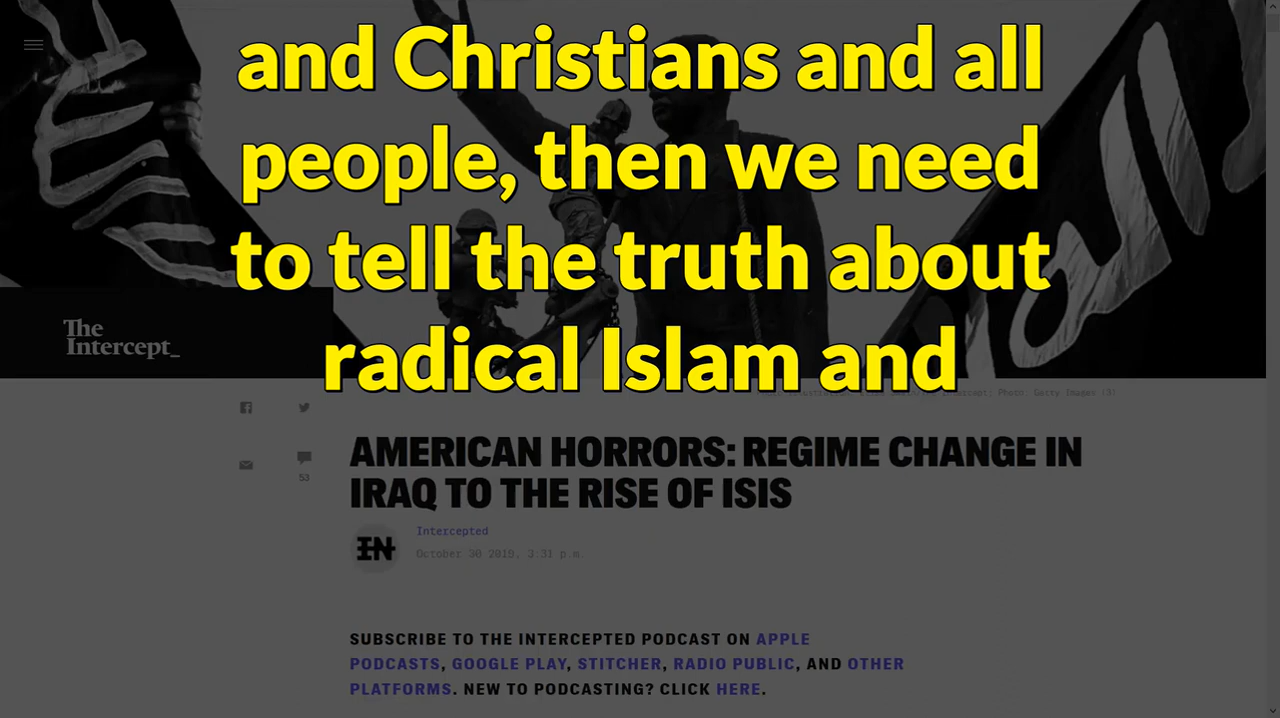 and Christians and all
people, then we need
to tell the truth about
radical Islam and
The
Intercept_
53
AMERICAN HORRORS: REGIME CHANGE IN
IRAQ TO THE RISE OF ISIS
IN
Intercepted
October 30 2019, 3:31 p.m.
SUBSCRIBE TO THE INTERCEPTED PODCAST ON APPLE
PODCASTS, GOOGLE PLAY, STITCHER, RADIO PUBLIC, AND OTHER
PLATFORMS. NEW TO PODCASTING? CLICK HERE.